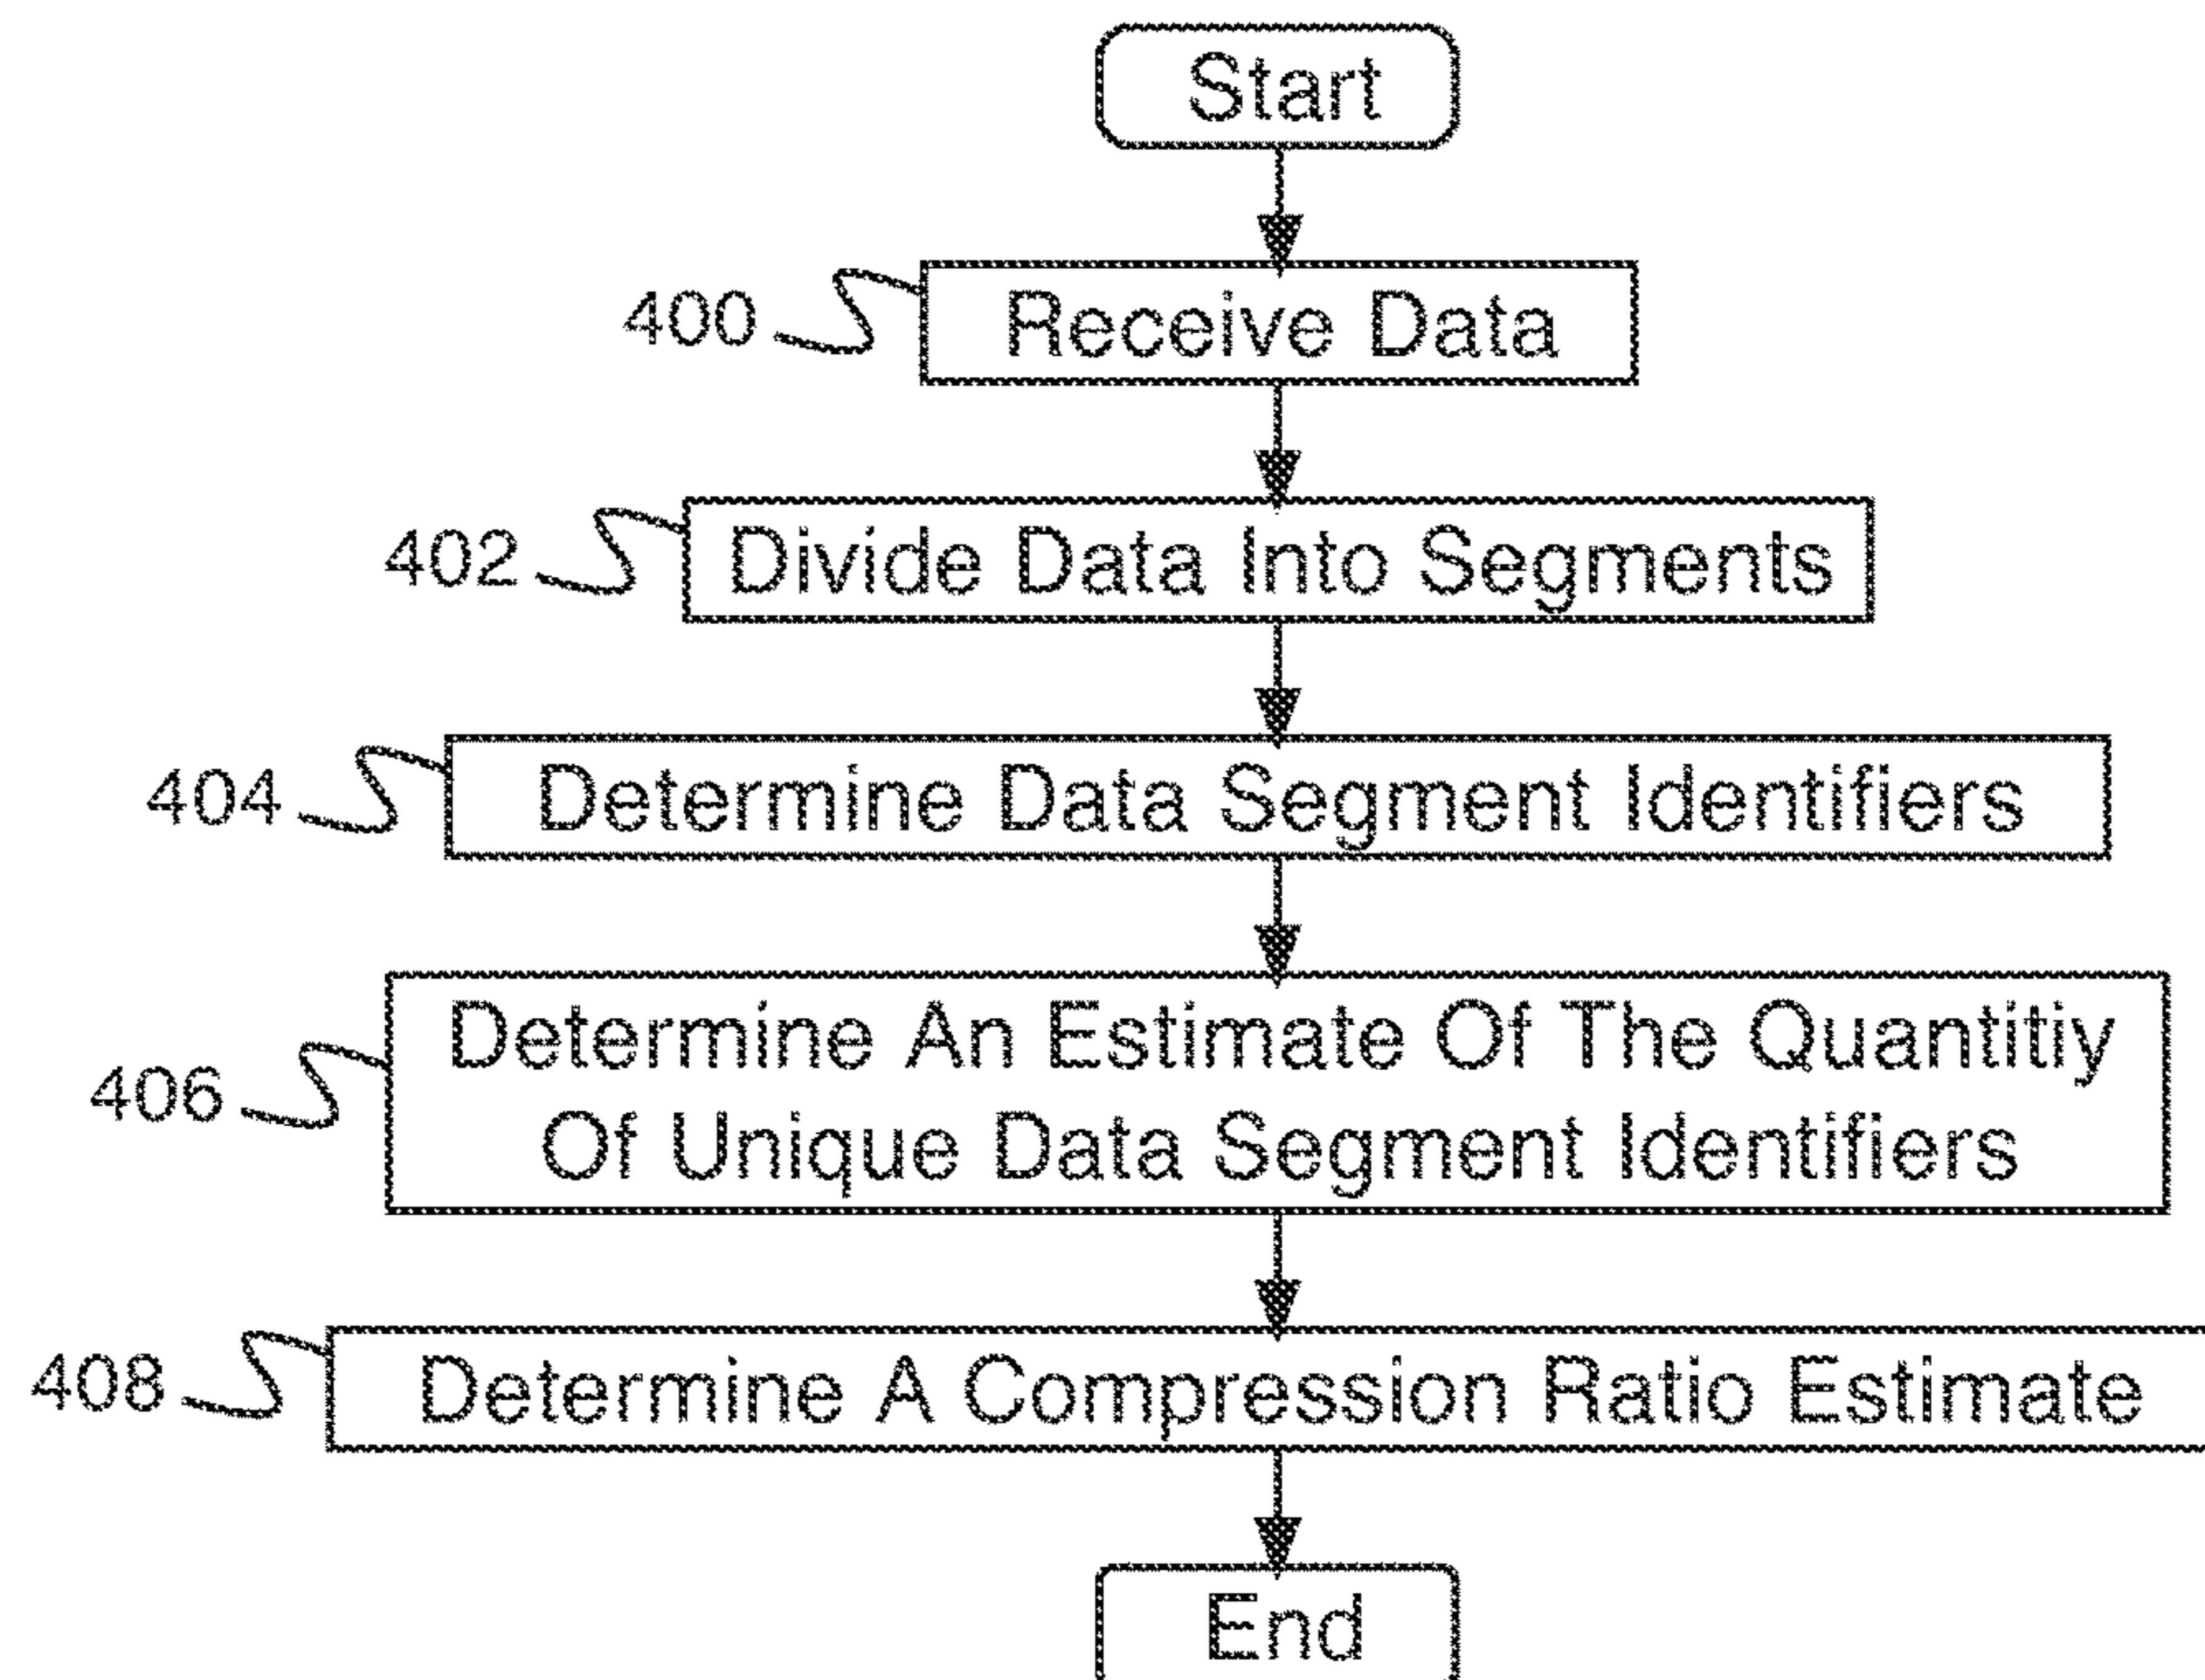 Start
400 Receive Data
402 Divide Data Into Segments
404 Determine Data Segment Identifiers
Determine An Estimate Of The Quantitiy
406
Of Unique Data Segment Identifiers
408 Determine A Compression Ratio Estimate
End